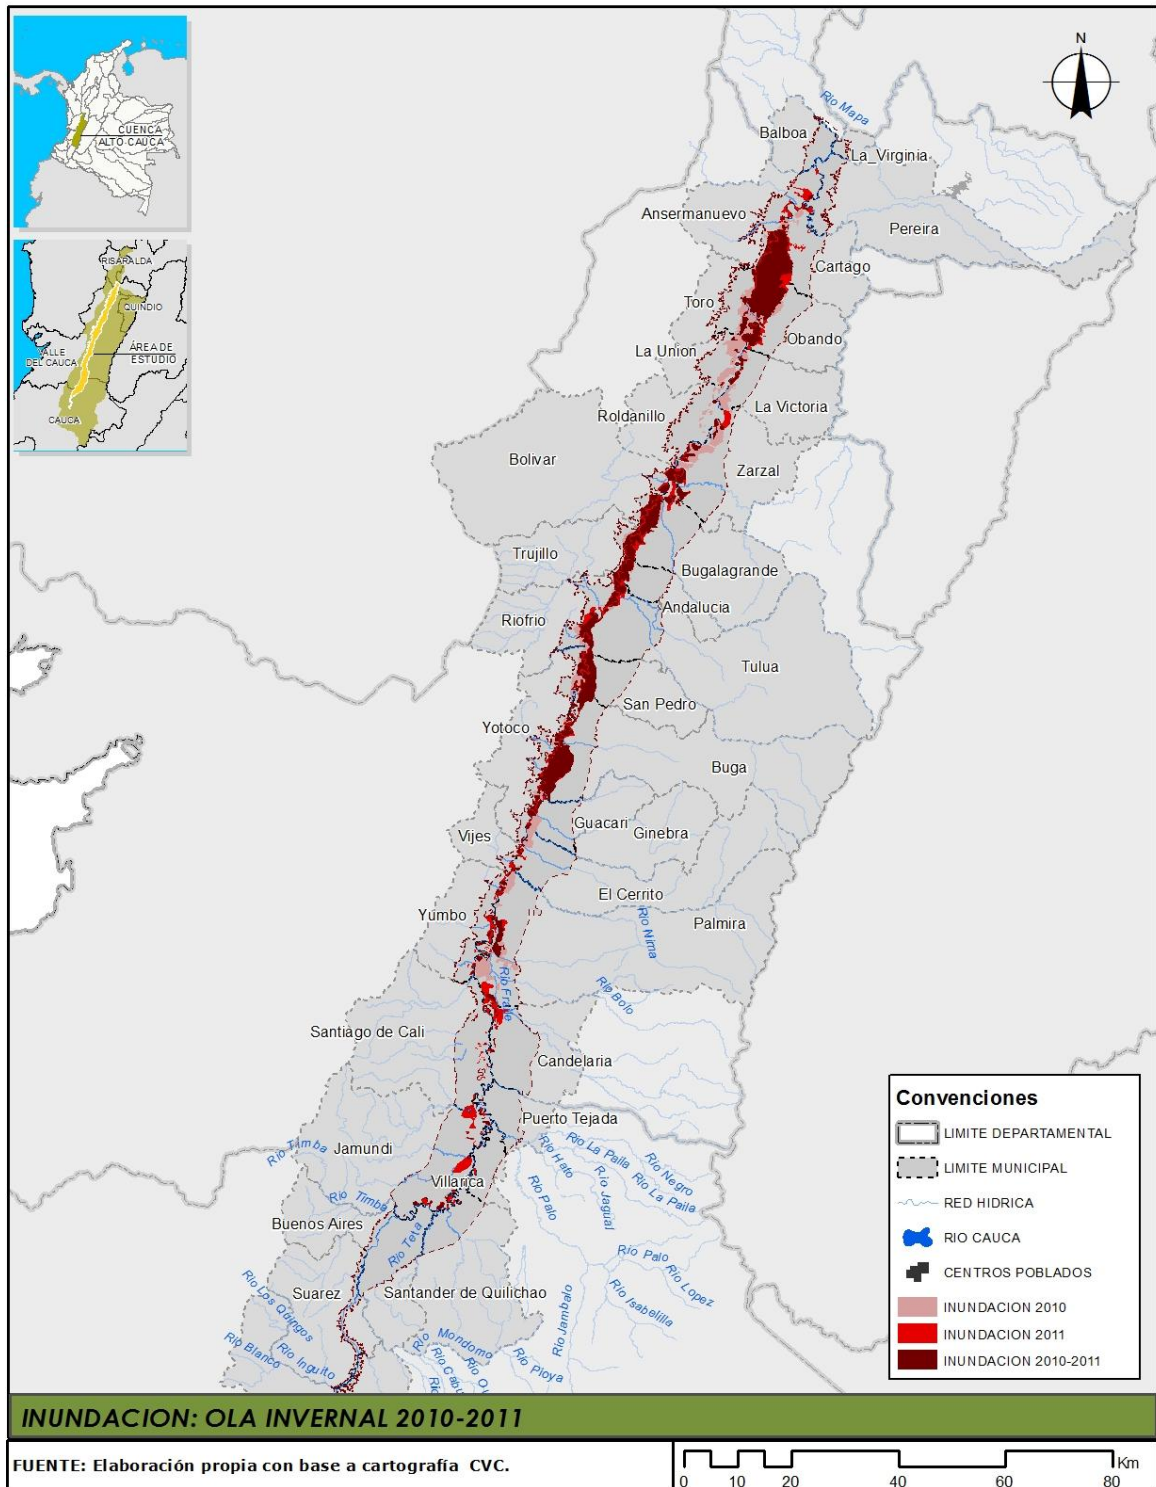 CUENCA
ALTO CAUCA
RISARALDA
QUINDIO
VALLE
DEL CAUCA
ÁREA DE
ESTUDIO
CAUCA
N
Rio Mapa
Balboa
La_Virginia
Ansermanuevo
Pereira
Cartago
Toro
Obando
La Union
La Victoria
Roldanillo
Bolivar
Zarzal
Trujillo
Bugalagrande
Andalucia
Riofrio
Tulua
San Pedro
Yotoco
Buga
Guacari
Ginebra
Vijes
El Cerrito
Yumbo
Palmira
Rio Nima
Rio Fraile
Rio Bolo
Santiago de Cali
Candelaria
Puerto Tejada
Jamundi
Rio Timba
Rio Hato
Rio La Paila
Rio Negro
Villarica
Rio Palo
Rio Jagual
Rio La Paila
Rio Timba
Buenos Aires
Rio Teta
Rio Palo
Rio Lopez
Suarez
Santander de Quilichao
Rio Isabelilla
Rio Los Quingos
Rio Jambalo
Rio Blanco
Rio Inguito
Rio Mondomo
Rio Ploya
Convenciones
LIMITE DEPARTAMENTAL
LIMITE MUNICIPAL
RED HIDRICA
RIO CAUCA
CENTROS POBLADOS
INUNDACION 2010
INUNDACION 2011
INUNDACION 2010-2011
INUNDACION: OLA INVERNAL 2010-2011
FUENTE: Elaboración propia con base a cartografía CVC.
Km
0 10 20 40 60 80